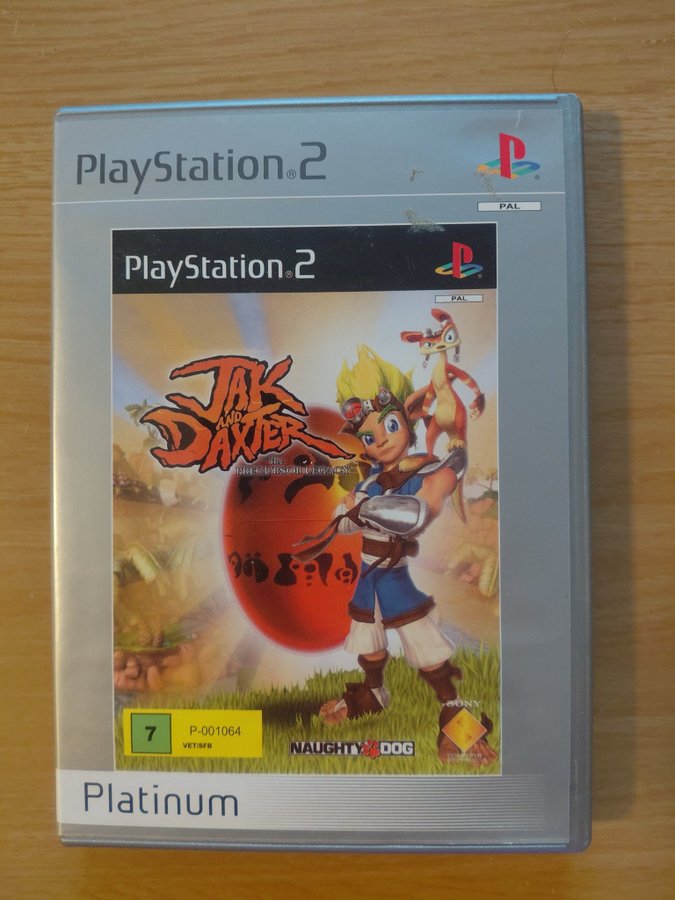 PlayStation®2
PAL
PlayStation®2
PAL
JAK
AND
DAXTER
THE
PRECURSOR LEGACY
7
P-001064
VET/SFB
NAUGHTY DOG
SONY
Platinum